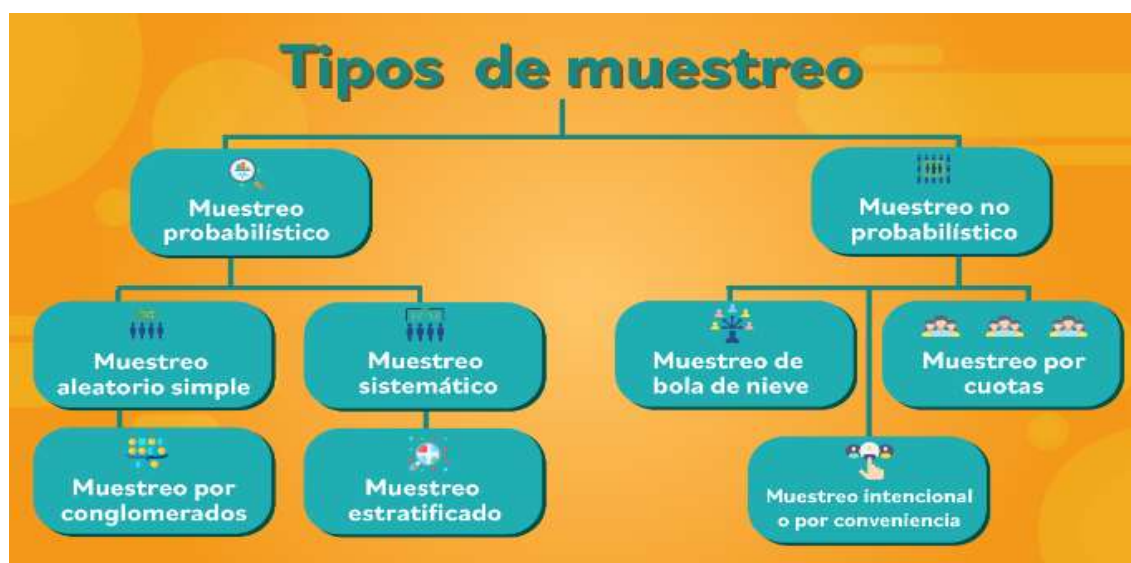 Tipos de muestreo
Muestreo
probabilístico
Muestreo no
probabilístico
Muestreo
aleatorio simple
Muestreo
sistemático
Muestreo de
bola de nieve
Muestreo por
cuotas
Muestreo por
conglomerados
Muestreo
estratificado
Muestreo intencional
o por conveniencia